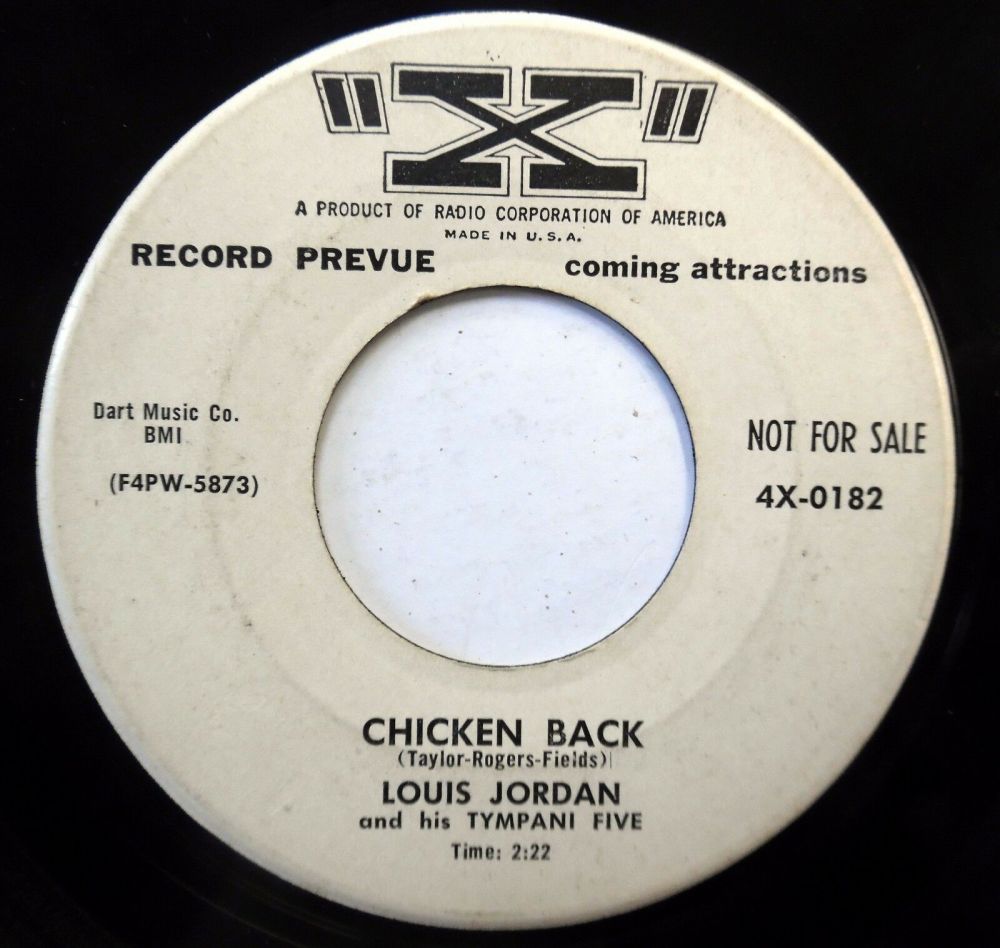 "X"
A PRODUCT OF RADIO CORPORATION OF AMERICA
MADE IN U.S.A.
RECORD PREVUE coming attractions
Dart Music Co.
BMI
(F4PW-5873)
NOT FOR SALE
4X-0182
CHICKEN BACK
(Taylor-Rogers-Fields)
LOUIS JORDAN
and his TYMPANI FIVE
Time: 2:22